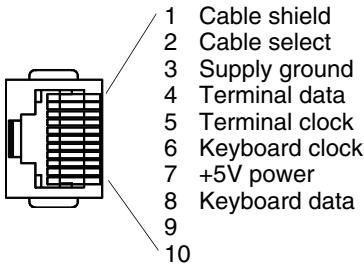 1 Cable shield
2 Cable select
3 Supply ground
4 Terminal data
5 Terminal clock
6 Keyboard clock
7 +5V power
8 Keyboard data
9
10